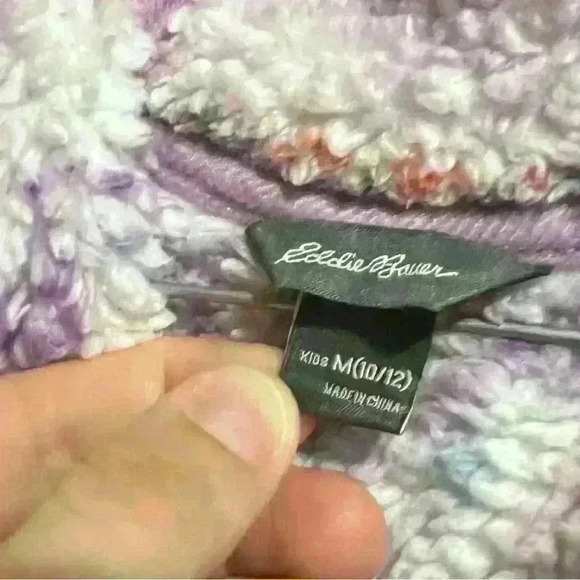 Eddie Bauer
KIDS M(10/12)
MADE IN CHINA